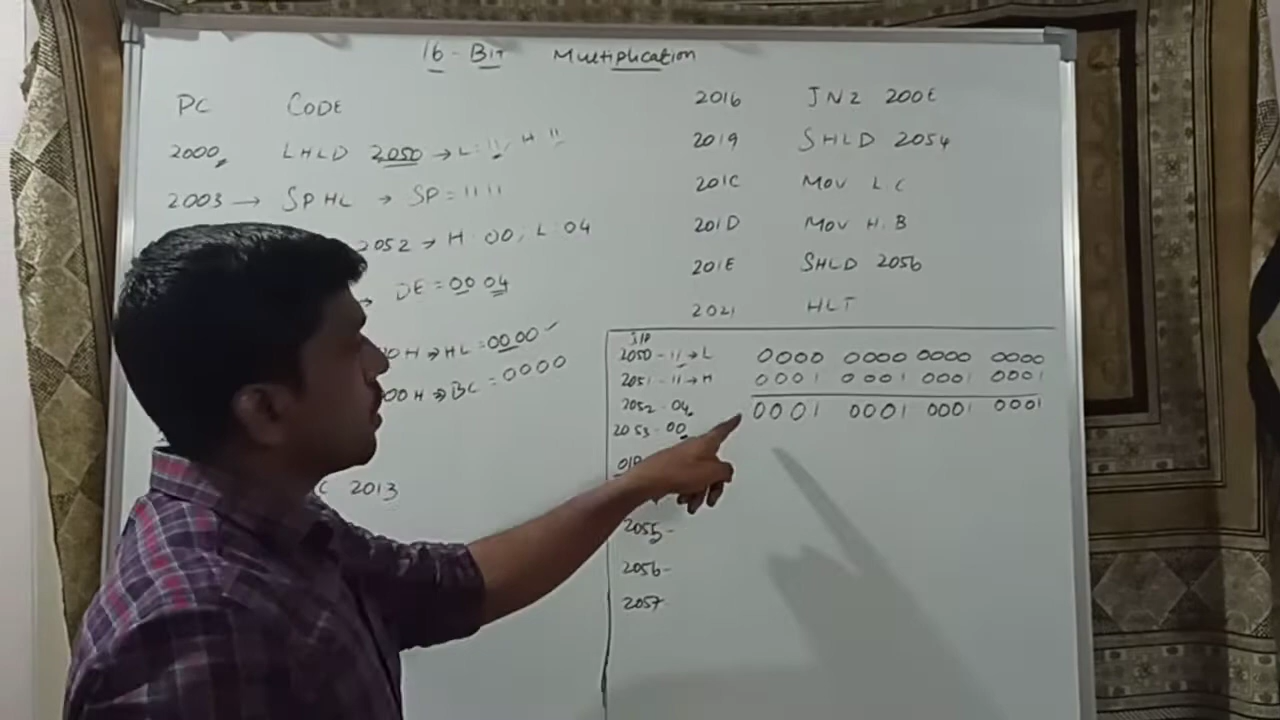 16-BIT Multiplication
PC CODE
2000, LHLD 2050 → L:11, H 11
2003 → SPHL → SP = 1111
2052 → H:00, L:04
→ DE = 00 04
00H → HL = 0000 ✓
00H → BC = 0000
C 2013
2016 JNZ 200E
2019 SHLD 2054
201C MOV L.C
201D MOV H.B
201E SHLD 2056
2021 HLT
I/P
2050 - 11 → L
2051 - 11 → H
2052 - 04
2053 - 00
O/P
2055 -
2056 -
2057
0000 0000 0000 0000
0001 0001 0001 0001
0001 0001 0001 0001